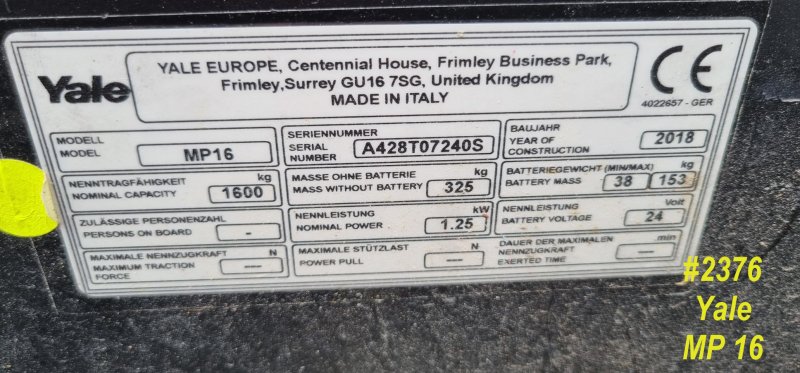 Yale
YALE EUROPE, Centennial House, Frimley Business Park,
Frimley,Surrey GU16 7SG, United Kingdom
MADE IN ITALY
CE
4022657 - GER
MODELL
MODEL
MP16
SERIENNUMMER
SERIAL
NUMBER
A428T07240S
BAUJAHR
YEAR OF
CONSTRUCTION
2018
NENNTRAGFÄHIGKEIT kg
NOMINAL CAPACITY 1600
MASSE OHNE BATTERIE kg
MASS WITHOUT BATTERY 325
BATTERIEGEWICHT (MIN/MAX) kg
BATTERY MASS 38 153
ZULÄSSIGE PERSONENZAHL
PERSONS ON BOARD -
NENNLEISTUNG kW
NOMINAL POWER 1.25
NENNLEISTUNG Volt
BATTERY VOLTAGE 24
MAXIMALE NENNZUGKRAFT N
MAXIMUM TRACTION
FORCE ---
MAXIMALE STÜTZLAST N
POWER PULL ---
DAUER DER MAXIMALEN min
NENNZUGKRAFT
EXERTED TIME ---
#2376
Yale
MP 16